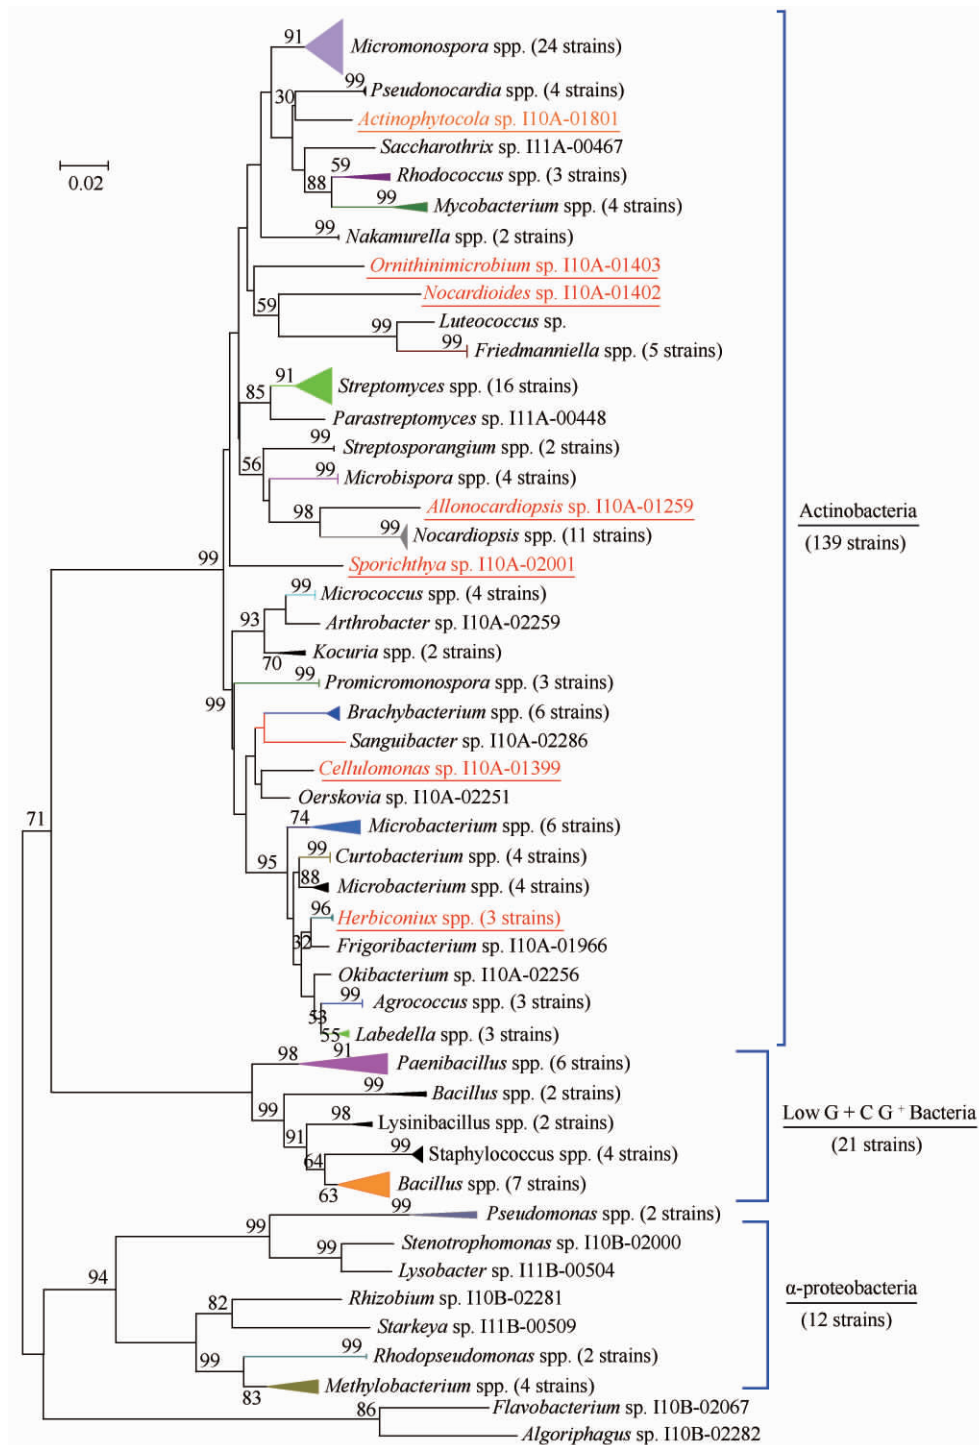 91
Micromonospora spp. (24 strains)
99
Pseudonocardia spp. (4 strains)
30
Actinophytocola sp. I10A-01801
Saccharothrix sp. I11A-00467
0.02
59
Rhodococcus spp. (3 strains)
88
99
Mycobacterium spp. (4 strains)
99
Nakamurella spp. (2 strains)
Ornithinimicrobium sp. I10A-01403
Nocardioides sp. I10A-01402
59
Luteococcus sp.
99
99
Friedmanniella spp. (5 strains)
91
Streptomyces spp. (16 strains)
85
Parastreptomyces sp. I11A-00448
99
Streptosporangium spp. (2 strains)
56
99
Microbispora spp. (4 strains)
Allonocardiopsis sp. I10A-01259
98
99
Nocardiopsis spp. (11 strains)
Actinobacteria
(139 strains)
99
Sporichthya sp. I10A-02001
99
Micrococcus spp. (4 strains)
93
Arthrobacter sp. I10A-02259
Kocuria spp. (2 strains)
70
99
Promicromonospora spp. (3 strains)
99
Brachybacterium spp. (6 strains)
Sanguibacter sp. I10A-02286
Cellulomonas sp. I10A-01399
Oerskovia sp. I10A-02251
71
74
Microbacterium spp. (6 strains)
95
99
Curtobacterium spp. (4 strains)
88
Microbacterium spp. (4 strains)
96
Herbiconiux spp. (3 strains)
32
Frigoribacterium sp. I10A-01966
Okibacterium sp. I10A-02256
99
Agrococcus spp. (3 strains)
53
55
Labedella spp. (3 strains)
91
98
Paenibacillus spp. (6 strains)
99
Bacillus spp. (2 strains)
99
98
Lysinibacillus spp. (2 strains)
91
99
Staphylococcus spp. (4 strains)
64
Bacillus spp. (7 strains)
63
Low G + C G + Bacteria
(21 strains)
99
Pseudomonas spp. (2 strains)
99
Stenotrophomonas sp. I10B-02000
99
Lysobacter sp. I11B-00504
94
Rhizobium sp. I10B-02281
82
Starkeya sp. I11B-00509
99
Rhodopseudomonas spp. (2 strains)
99
Methylobacterium spp. (4 strains)
83
α-proteobacteria
(12 strains)
Flavobacterium sp. I10B-02067
86
Algoriphagus sp. I10B-02282